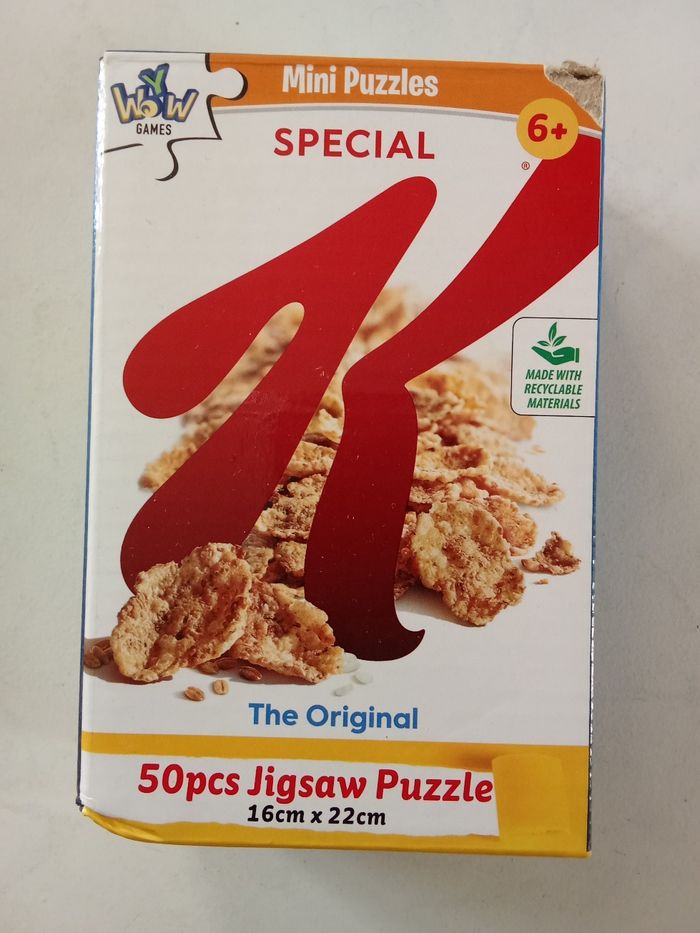 WOW
GAMES
Mini Puzzles
6+
SPECIAL
K
®
MADE WITH
RECYCLABLE
MATERIALS
The Original
50pcs Jigsaw Puzzle
16cm x 22cm